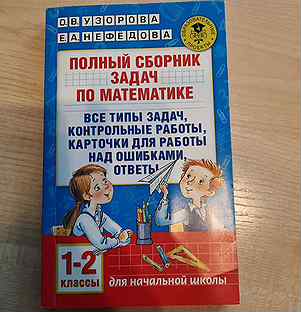 О.В. УЗОРОВА
Е.А. НЕФЕДОВА
ПОЛНЫЙ СБОРНИК
ЗАДАЧ
ПО МАТЕМАТИКЕ
ВСЕ ТИПЫ ЗАДАЧ,
КОНТРОЛЬНЫЕ РАБОТЫ,
КАРТОЧКИ ДЛЯ РАБОТЫ
НАД ОШИБКАМИ,
ОТВЕТЫ
1-2
КЛАССЫ
для начальной школы